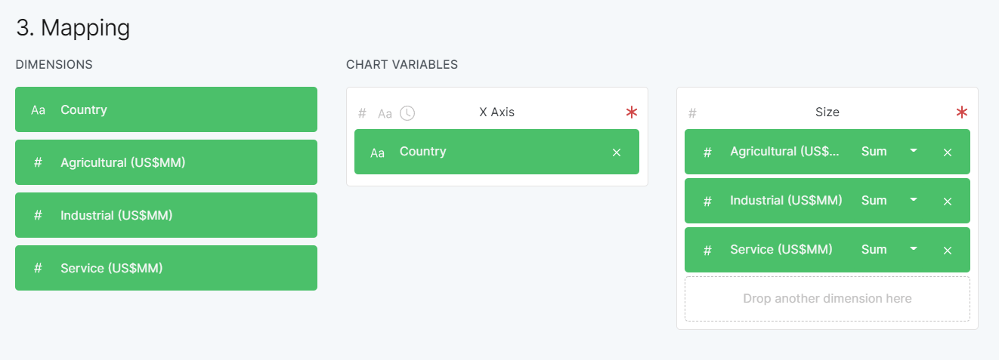 3. Mapping
DIMENSIONS
Aa Country
# Agricultural (US$MM)
# Industrial (US$MM)
# Service (US$MM)
CHART VARIABLES
# Aa X Axis *
Aa Country ×
# Size *
# Agricultural (US$... Sum ×
# Industrial (US$MM) Sum ×
# Service (US$MM) Sum ×
Drop another dimension here